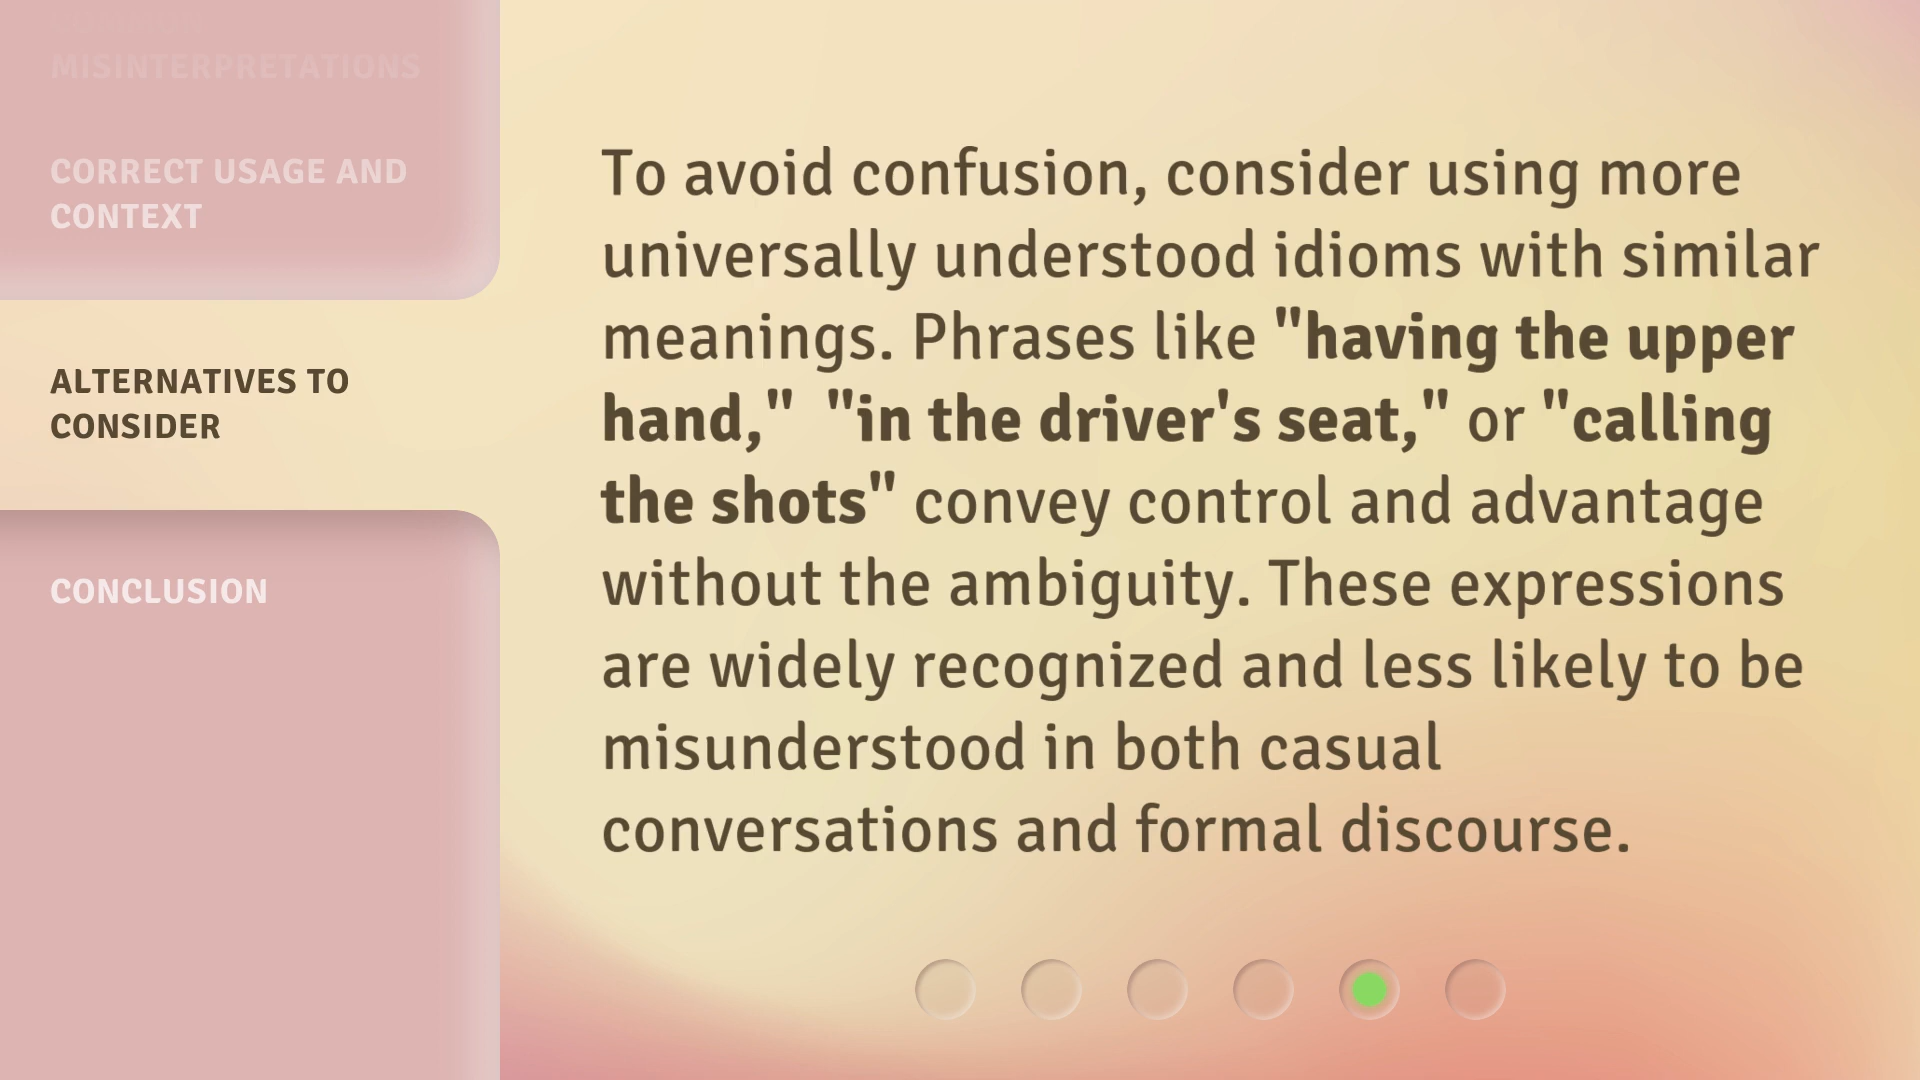 COMMON
MISINTERPRETATIONS
CORRECT USAGE AND
CONTEXT
ALTERNATIVES TO
CONSIDER
CONCLUSION
To avoid confusion, consider using more
universally understood idioms with similar
meanings. Phrases like "having the upper
hand," "in the driver's seat," or "calling
the shots" convey control and advantage
without the ambiguity. These expressions
are widely recognized and less likely to be
misunderstood in both casual
conversations and formal discourse.